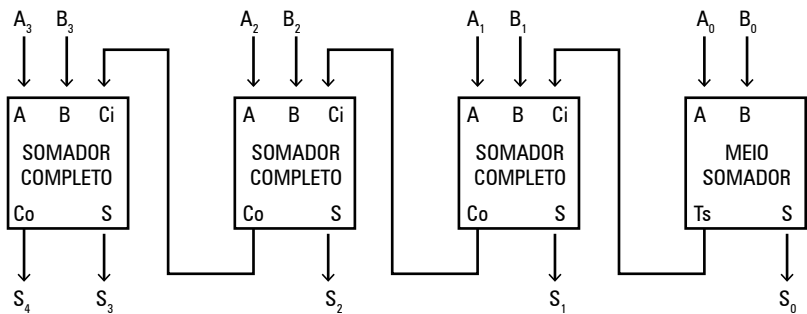 A₃ B₃ A₂ B₂ A₁ B₁ A₀ B₀
A B Ci A B Ci A B Ci A B
SOMADOR SOMADOR SOMADOR MEIO
COMPLETO COMPLETO COMPLETO SOMADOR
Co S Co S Co S Ts S
S₄ S₃ S₂ S₁ S₀